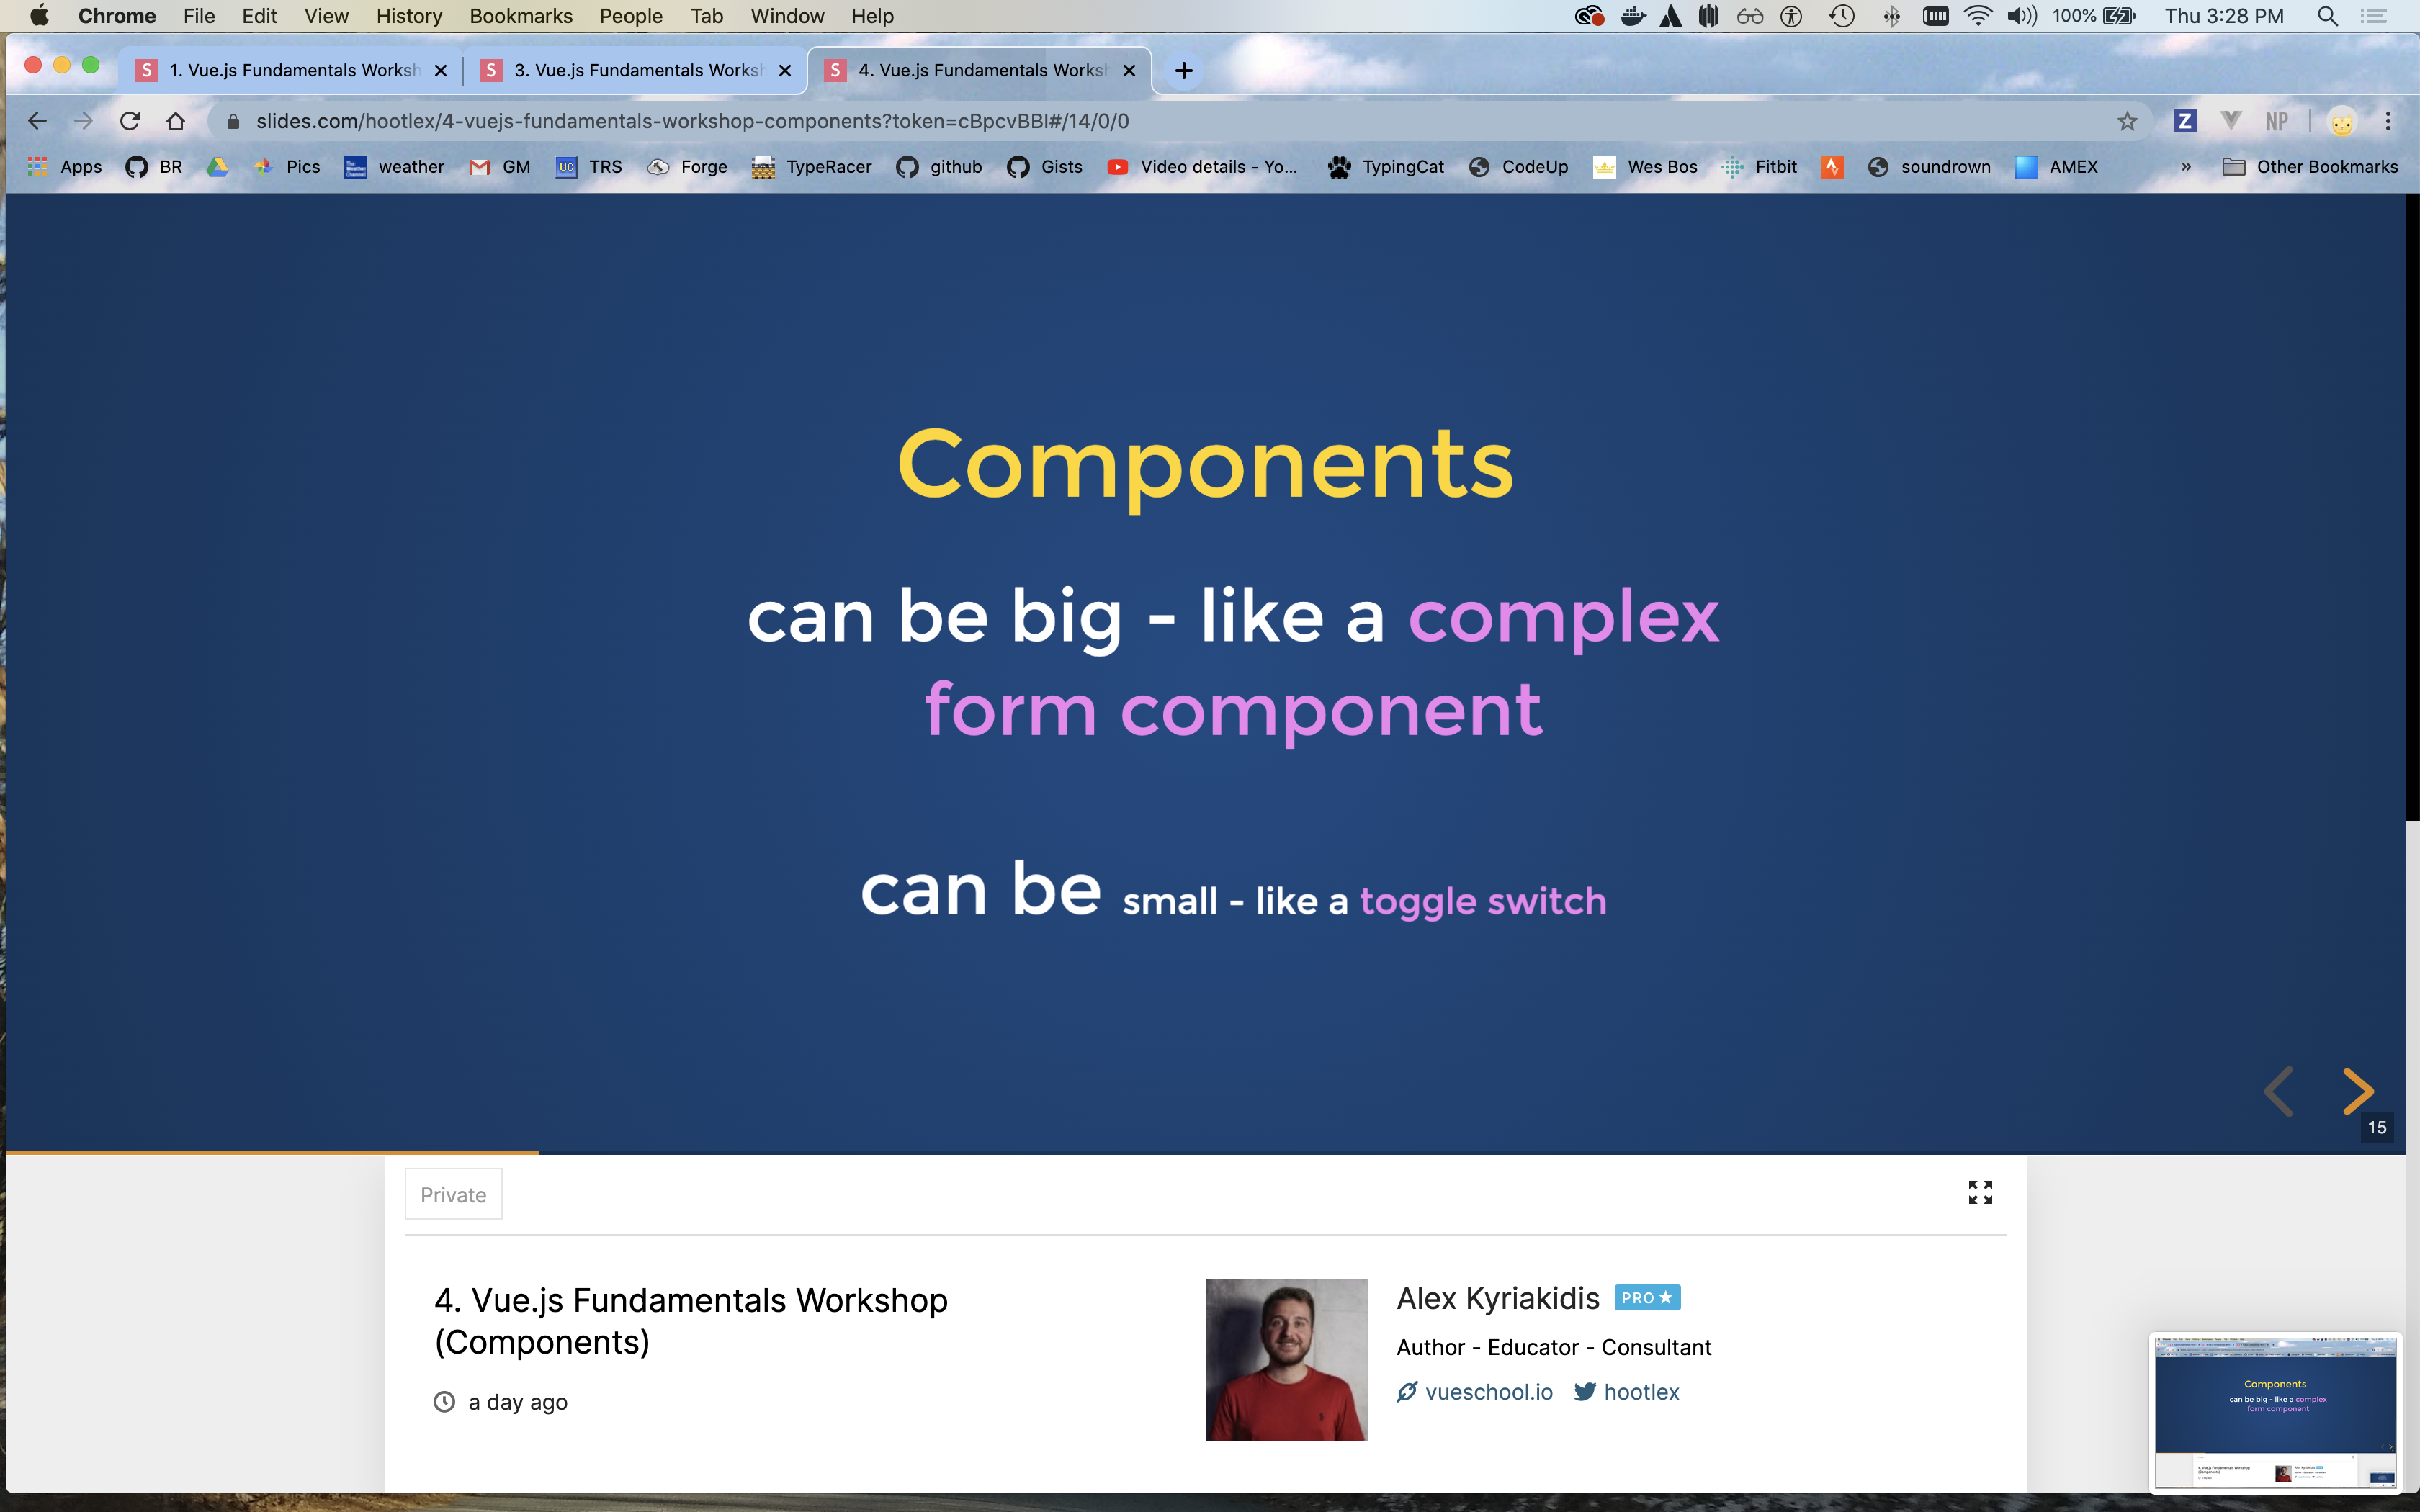 Chrome File Edit View History Bookmarks People Tab Window Help 100% Thu 3:28 PM
S 1. Vue.js Fundamentals Worksh S 3. Vue.js Fundamentals Worksh S 4. Vue.js Fundamentals Worksh
slides.com/hootlex/4-vuejs-fundamentals-workshop-components?token=cBpcvBBI#/14/0/0 Z NP
Apps BR Pics weather GM UC TRS Forge TypeRacer github Gists Video details - Yo... TypingCat CodeUp Wes Bos Fitbit soundrown AMEX » Other Bookmarks
Components
can be big - like a complex
form component
can be small - like a toggle switch
15
Private
4. Vue.js Fundamentals Workshop
(Components)
a day ago
Alex Kyriakidis PRO
Author - Educator - Consultant
vueschool.io hootlex
Components
can be big - like a complex
form component